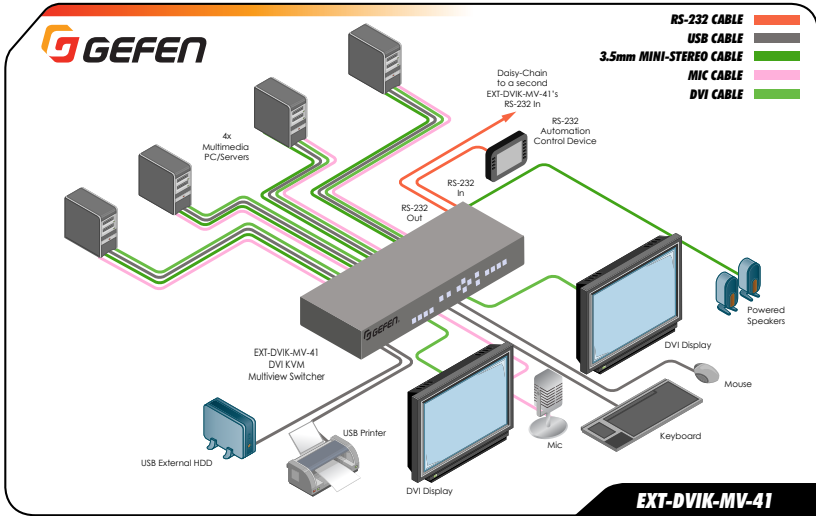 GEFEN
RS-232 CABLE
USB CABLE
3.5mm MINI-STEREO CABLE
MIC CABLE
DVI CABLE
Daisy-Chain
to a second
EXT-DVIK-MV-41's
RS-232 In
RS-232
Automation
Control Device
4x
Multimedia
PC/Servers
RS-232
In
RS-232
Out
GEFEN
EXT-DVIK-MV-41
DVI KVM
Multiview Switcher
Powered
Speakers
DVI Display
Mouse
Keyboard
Mic
USB Printer
USB External HDD
DVI Display
EXT-DVIK-MV-41